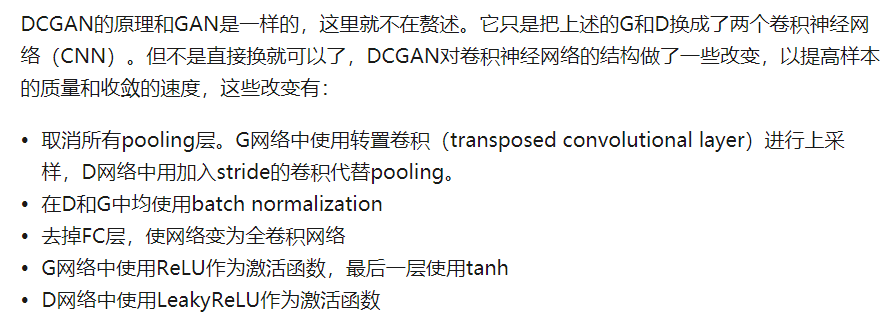 DCGAN的原理和GAN是一样的，这里就不在赘述。它只是把上述的G和D换成了两个卷积神经网
络（CNN）。但不是直接换就可以了，DCGAN对卷积神经网络的结构做了一些改变，以提高样本
的质量和收敛的速度，这些改变有：
• 取消所有pooling层。G网络中使用转置卷积（transposed convolutional layer）进行上采
样，D网络中用加入stride的卷积代替pooling。
• 在D和G中均使用batch normalization
• 去掉FC层，使网络变为全卷积网络
• G网络中使用ReLU作为激活函数，最后一层使用tanh
• D网络中使用LeakyReLU作为激活函数